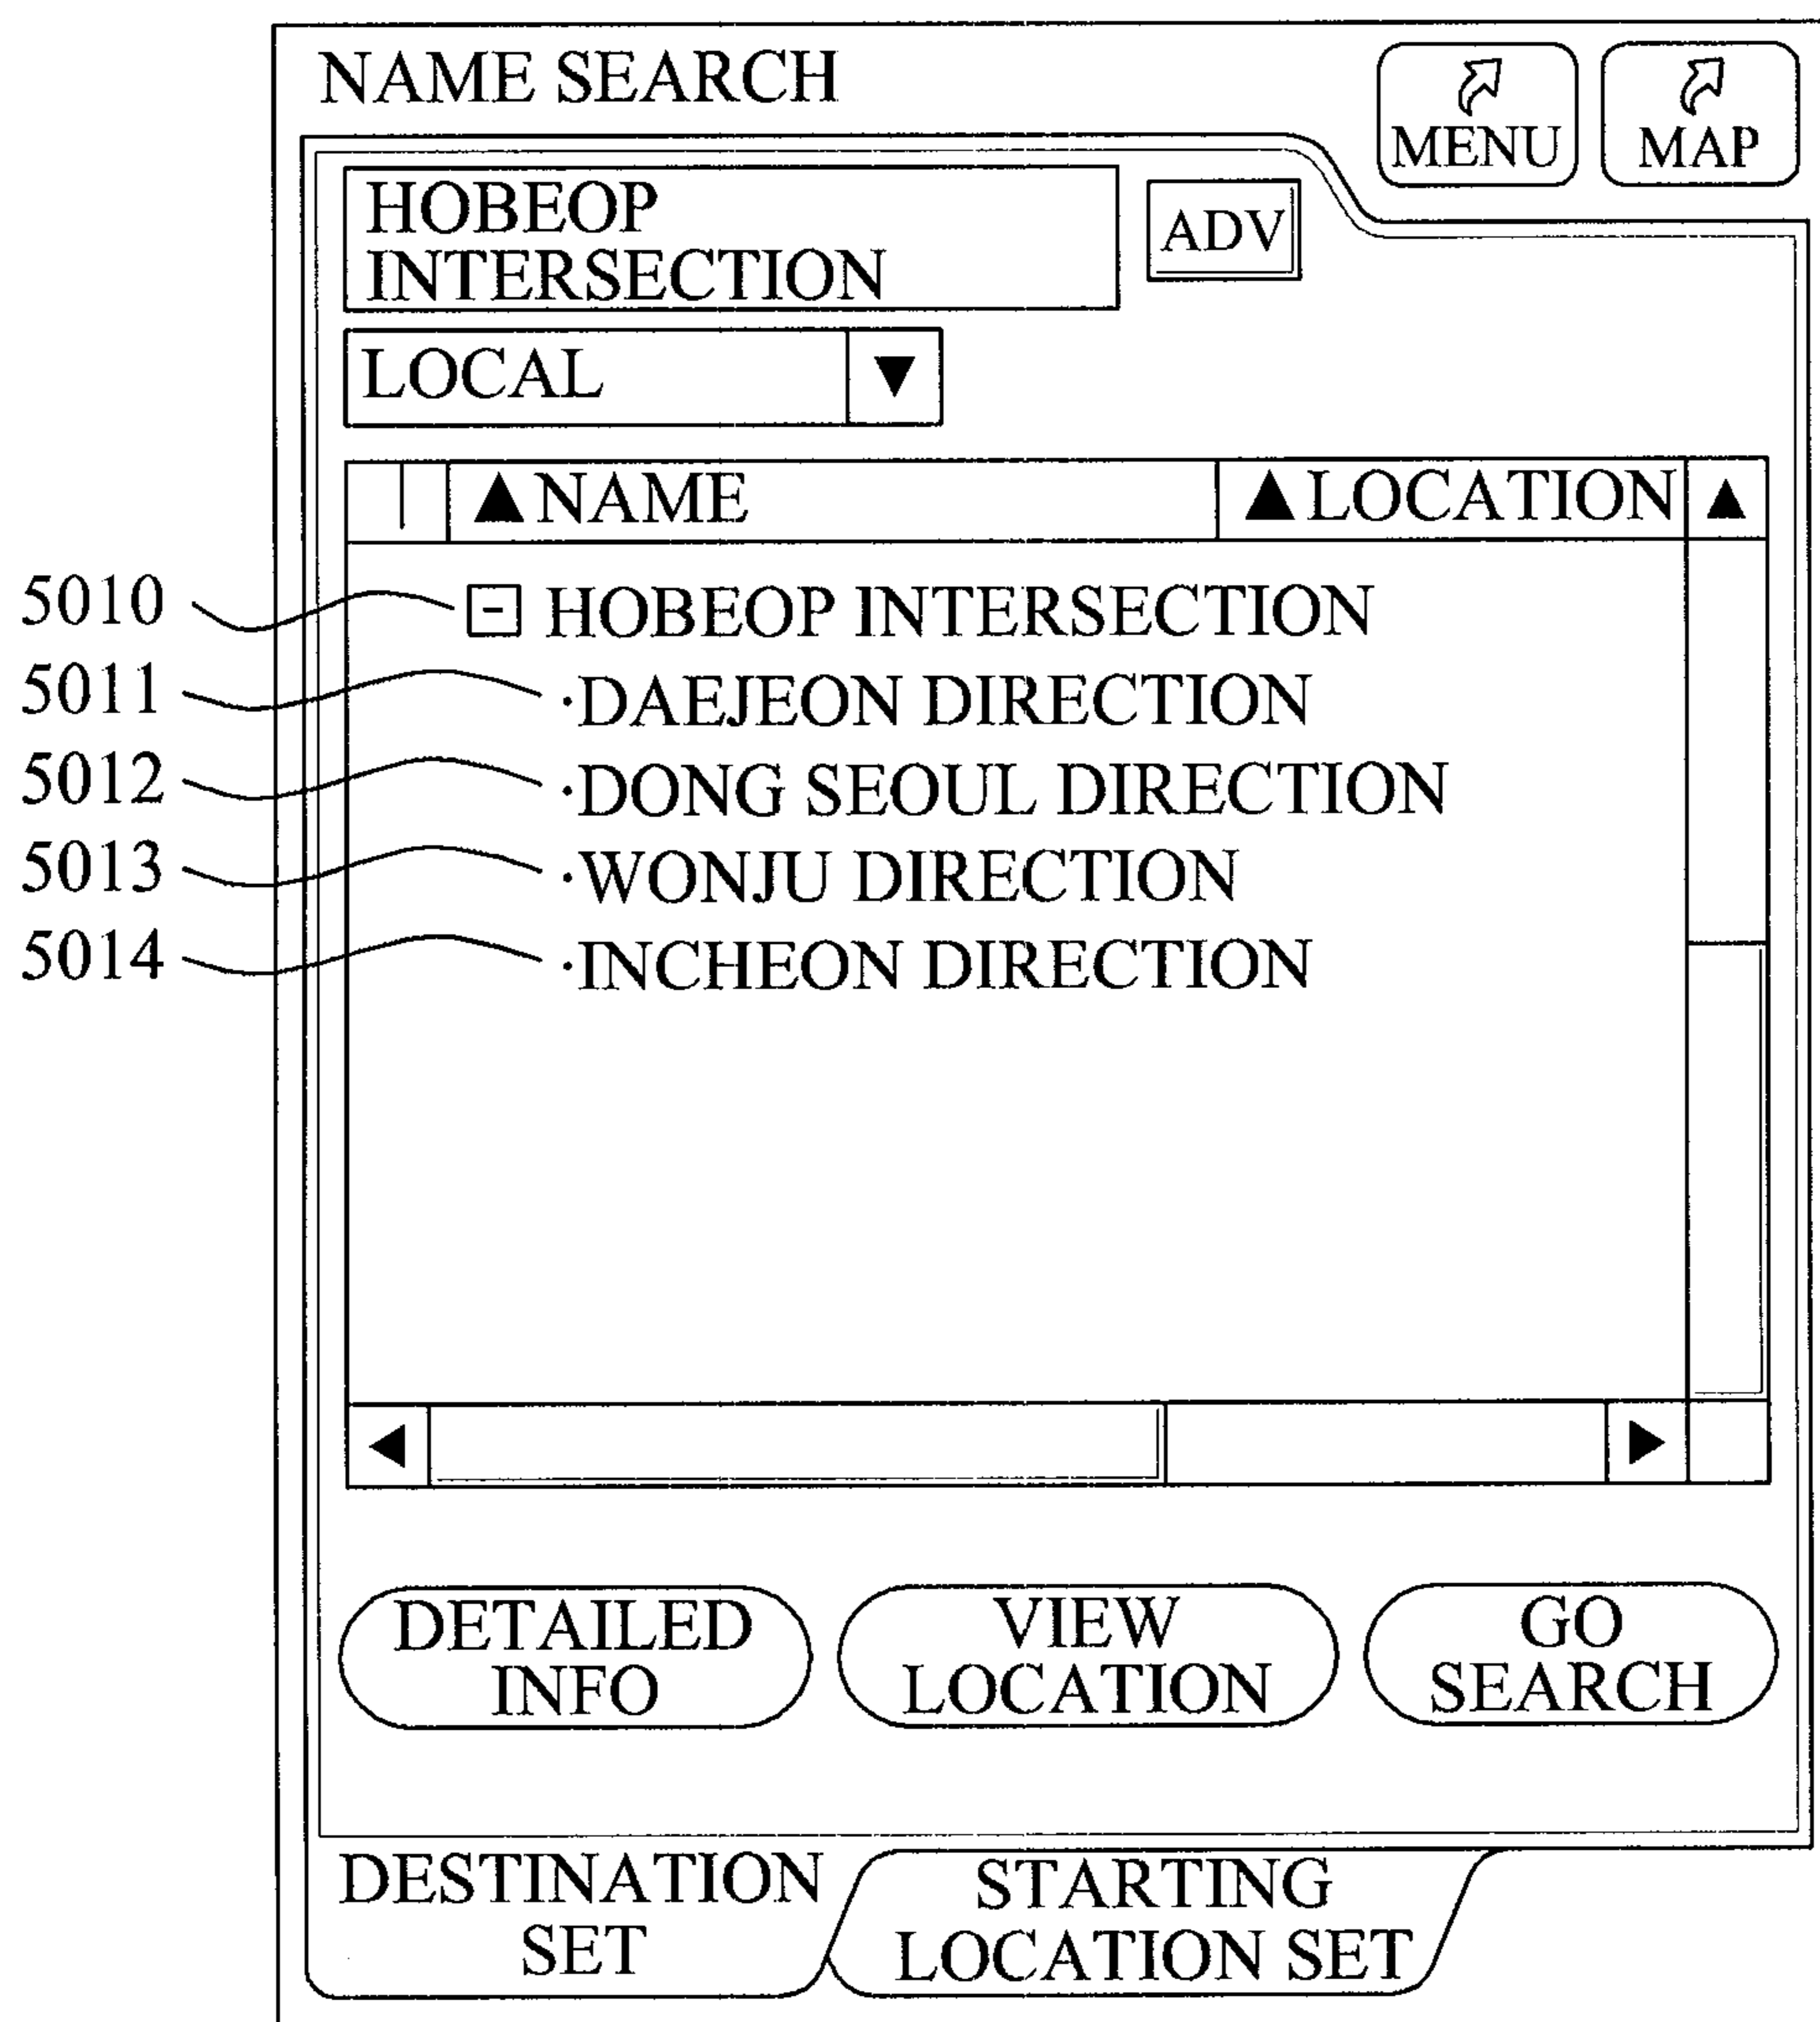 NAME SEARCH
MENU
MAP
HOBEOP
INTERSECTION
ADV
LOCAL ▼
▲NAME
▲LOCATION ▲
5010
⊟ HOBEOP INTERSECTION
5011
·DAEJEON DIRECTION
5012
·DONG SEOUL DIRECTION
5013
·WONJU DIRECTION
5014
·INCHEON DIRECTION
DETAILED
INFO
VIEW
LOCATION
GO
SEARCH
DESTINATION
SET
STARTING
LOCATION SET